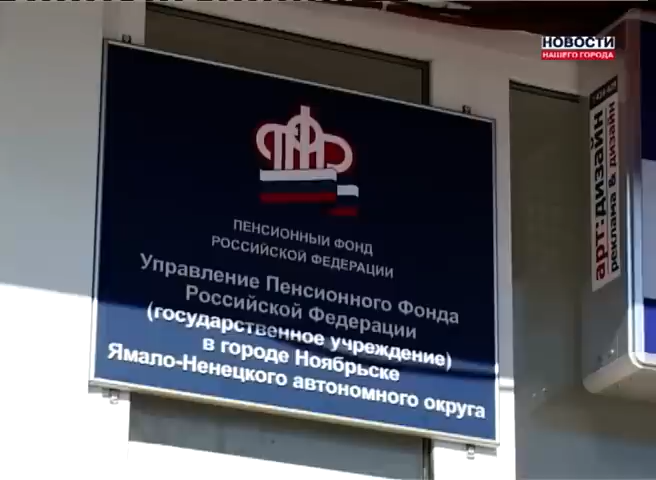 НОВОСТИ
НАШЕГО ГОРОДА
ПЕНСИОННЫЙ ФОНД
РОССИЙСКОЙ ФЕДЕРАЦИИ
Управление Пенсионного Фонда
Российской Федерации
(государственное учреждение)
в городе Ноябрьске
Ямало-Ненецкого автономного округа
арт:дизайн
реклама & дизайн